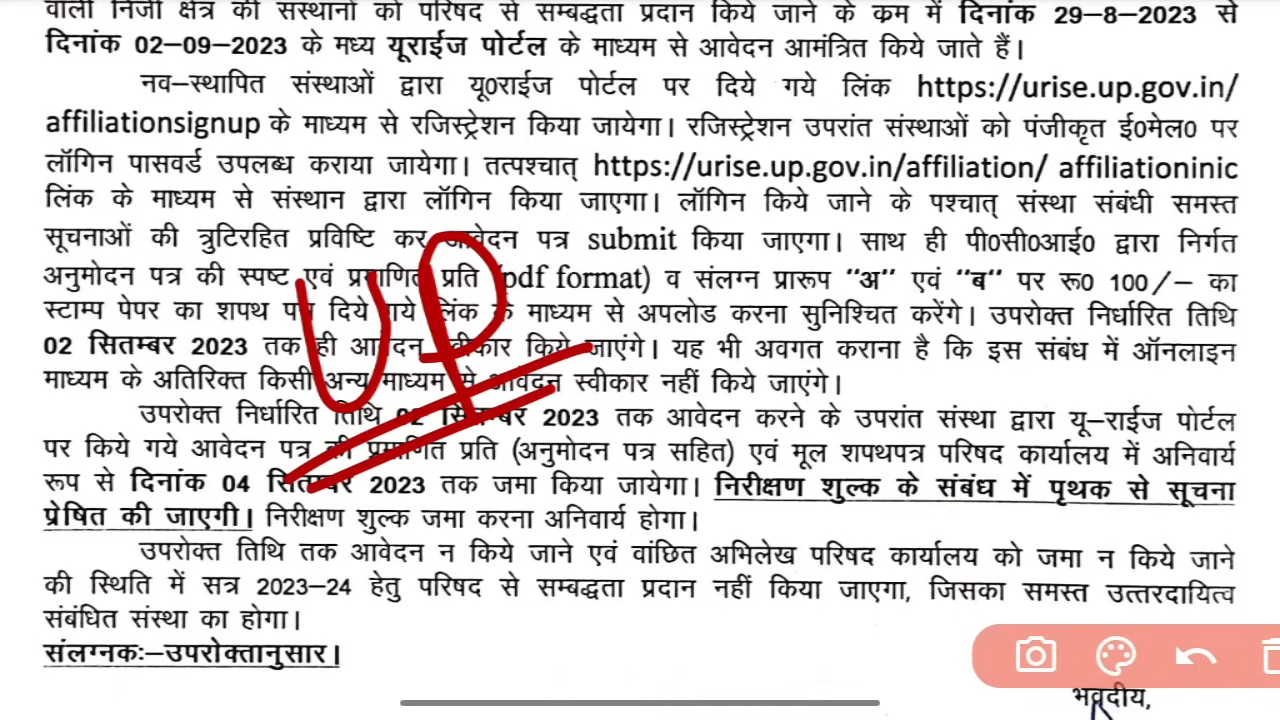 वाली निजी क्षेत्र की संस्थानों को परिषद से सम्बद्धता प्रदान किये जाने के क्रम में दिनांक 29-8-2023 से
दिनांक 02-09-2023 के मध्य यूराईज पोर्टल के माध्यम से आवेदन आमंत्रित किये जाते हैं।
नव-स्थापित संस्थाओं द्वारा यू0राईज पोर्टल पर दिये गये लिंक https://urise.up.gov.in/
affiliationsignup के माध्यम से रजिस्ट्रेशन किया जायेगा। रजिस्ट्रेशन उपरांत संस्थाओं को पंजीकृत ई0मेल0 पर
लॉगिन पासवर्ड उपलब्ध कराया जायेगा। तत्पश्चात् https://urise.up.gov.in/affiliation/ affiliationinic
लिंक के माध्यम से संस्थान द्वारा लॉगिन किया जाएगा। लॉगिन किये जाने के पश्चात् संस्था संबंधी समस्त
सूचनाओं की त्रुटिरहित प्रविष्टि कर आवेदन पत्र submit किया जाएगा। साथ ही पी0सी0आई0 द्वारा निर्गत
अनुमोदन पत्र की स्पष्ट एवं प्रमाणित प्रति (pdf format) व संलग्न प्रारूप "अ" एवं "ब" पर रू0 100/- का
स्टाम्प पेपर का शपथ पत्र दिये गये लिंक के माध्यम से अपलोड करना सुनिश्चित करेंगे। उपरोक्त निर्धारित तिथि
02 सितम्बर 2023 तक ही आवेदन स्वीकार किये जाएंगे। यह भी अवगत कराना है कि इस संबंध में ऑनलाइन
माध्यम के अतिरिक्त किसी अन्य माध्यम से आवेदन स्वीकार नहीं किये जाएंगे।
UP
उपरोक्त निर्धारित तिथि 02 सितम्बर 2023 तक आवेदन करने के उपरांत संस्था द्वारा यू-राईज पोर्टल
पर किये गये आवेदन पत्र की प्रमाणित प्रति (अनुमोदन पत्र सहित) एवं मूल शपथपत्र परिषद कार्यालय में अनिवार्य
रूप से दिनांक 04 सितम्बर 2023 तक जमा किया जायेगा। निरीक्षण शुल्क के संबंध में पृथक से सूचना
प्रेषित की जाएगी। निरीक्षण शुल्क जमा करना अनिवार्य होगा।
उपरोक्त तिथि तक आवेदन न किये जाने एवं वांछित अभिलेख परिषद कार्यालय को जमा न किये जाने
की स्थिति में सत्र 2023-24 हेतु परिषद से सम्बद्धता प्रदान नहीं किया जाएगा, जिसका समस्त उत्तरदायित्व
संबंधित संस्था का होगा।
संलग्नकः-उपरोक्तानुसार।
भवदीय,